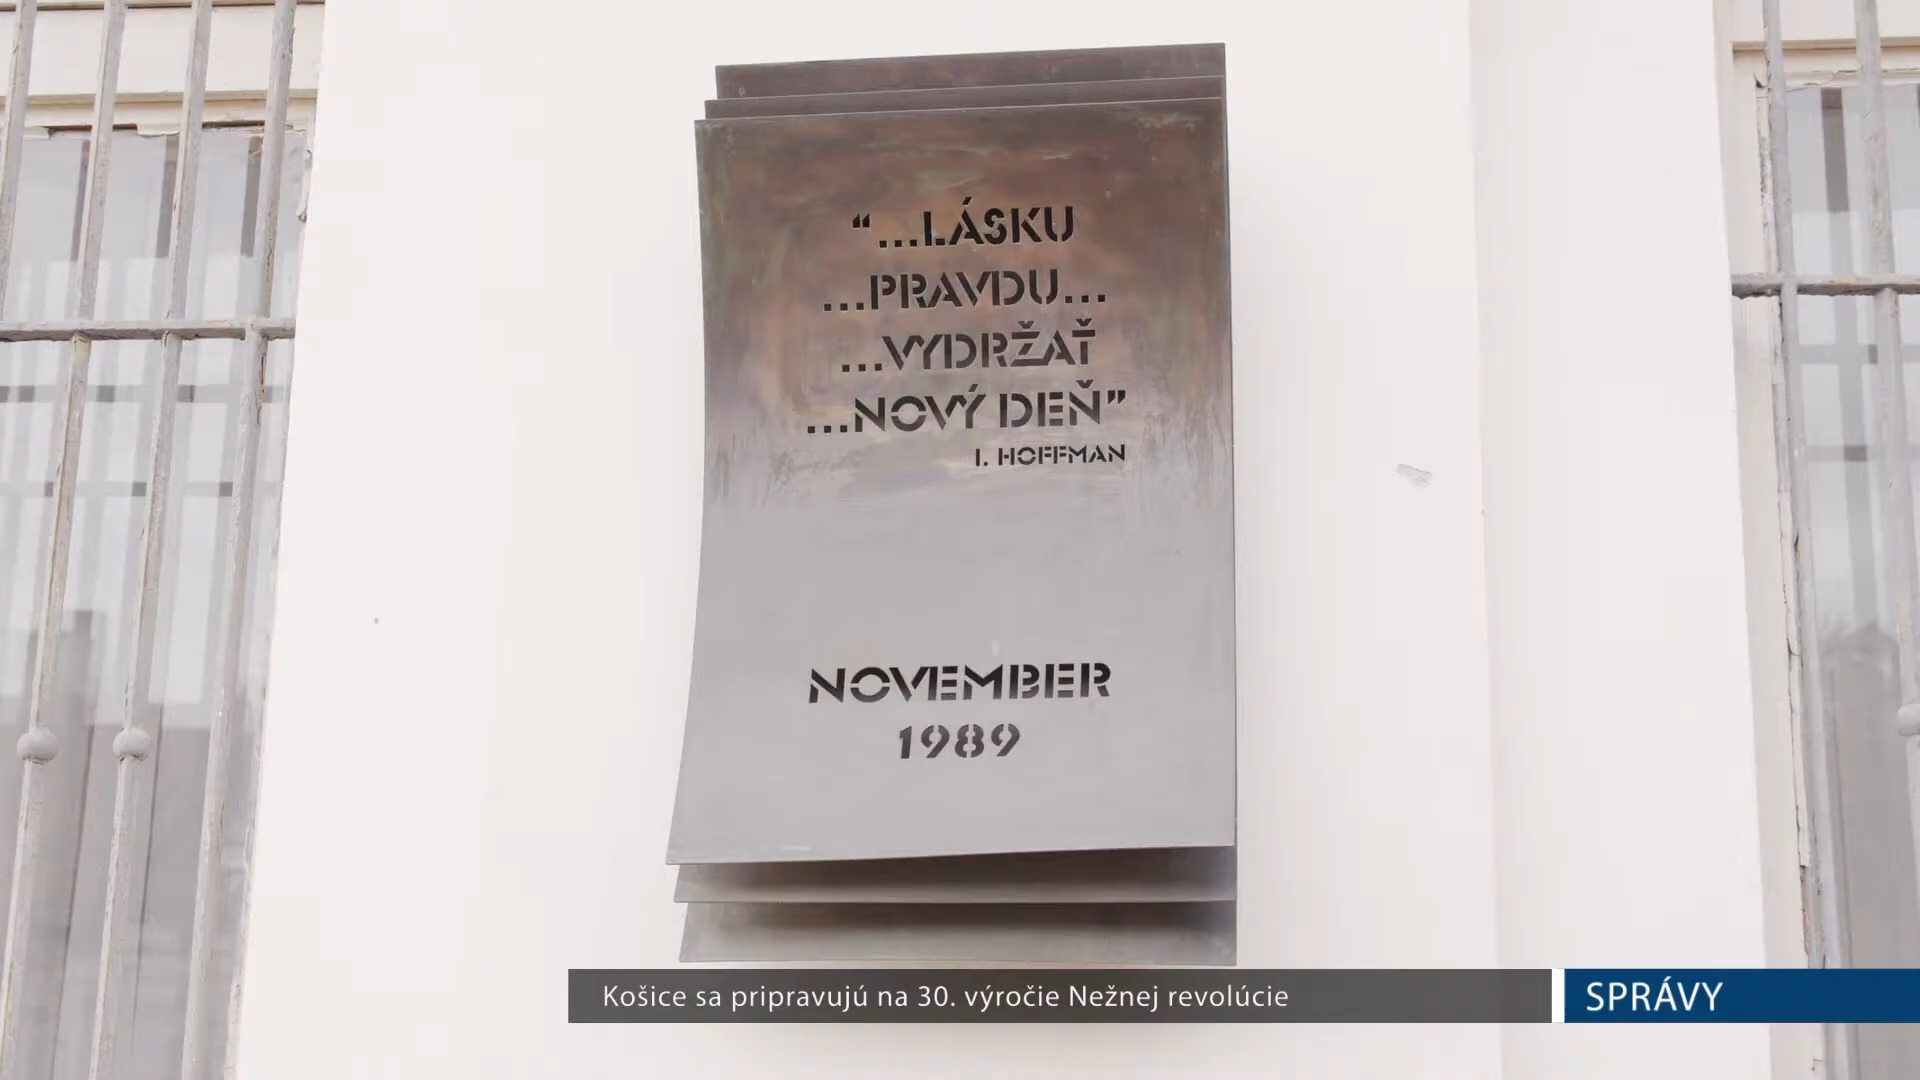 “...LÁSKU
...PRAVDU...
...VYDRŽAŤ
...NOVÝ DEŇ”
I. HOFFMAN
NOVEMBER
1989
Košice sa pripravujú na 30. výročie Nežnej revolúcie
SPRÁVY